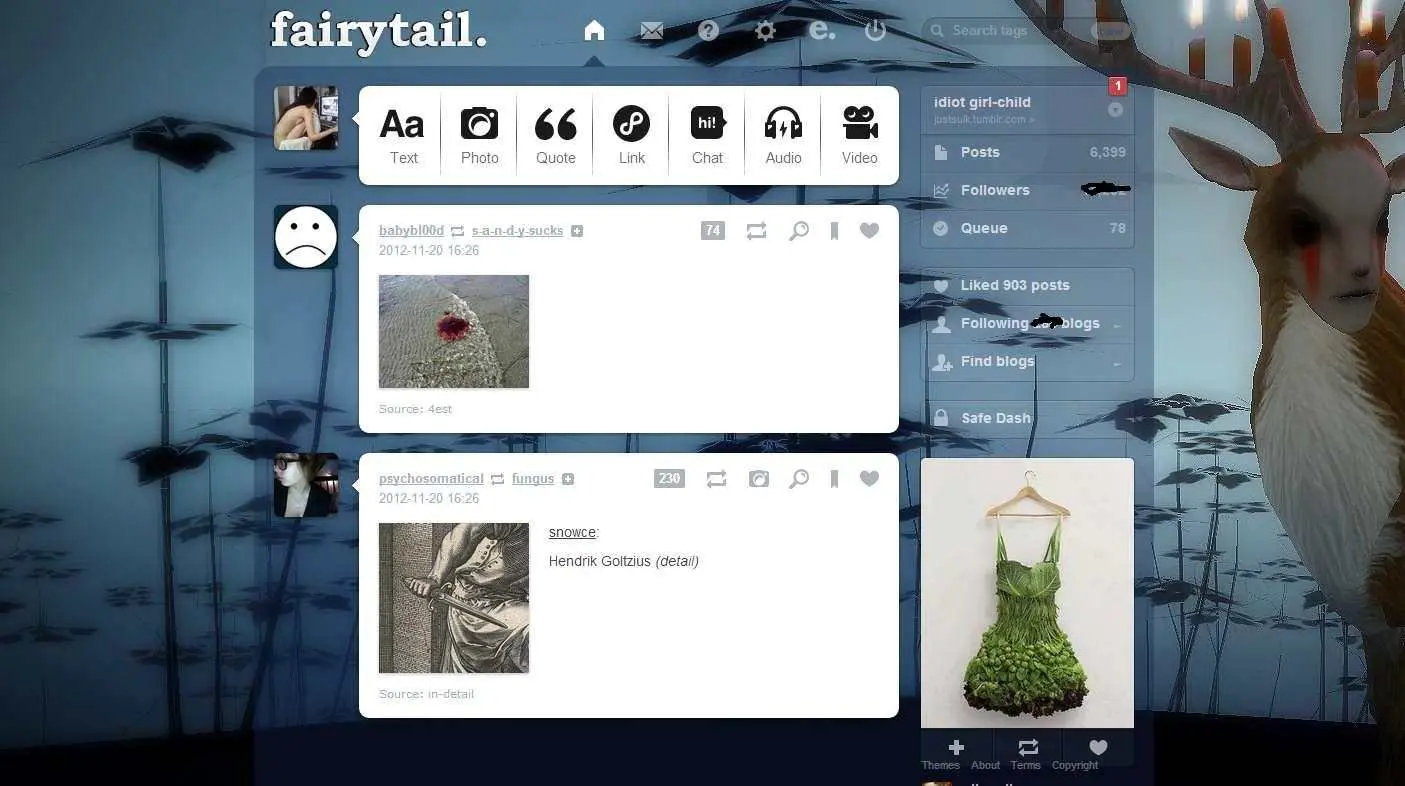 fairytail.
e.
Search tags
1
idiot girl-child
justsulk.tumblr.com »
Aa
hi!
Text
Photo
Quote
Link
Chat
Audio
Video
Posts 6,399
Followers
Queue 78
babybl00d s-a-n-d-y-sucks 74
2012-11-20 16:26
Source: 4est
Liked 903 posts
Following blogs
Find blogs
Safe Dash
psychosomatical fungus 230
2012-11-20 16:26
snowce:
Hendrik Goltzius (detail)
Source: in-detail
Themes About Terms Copyright